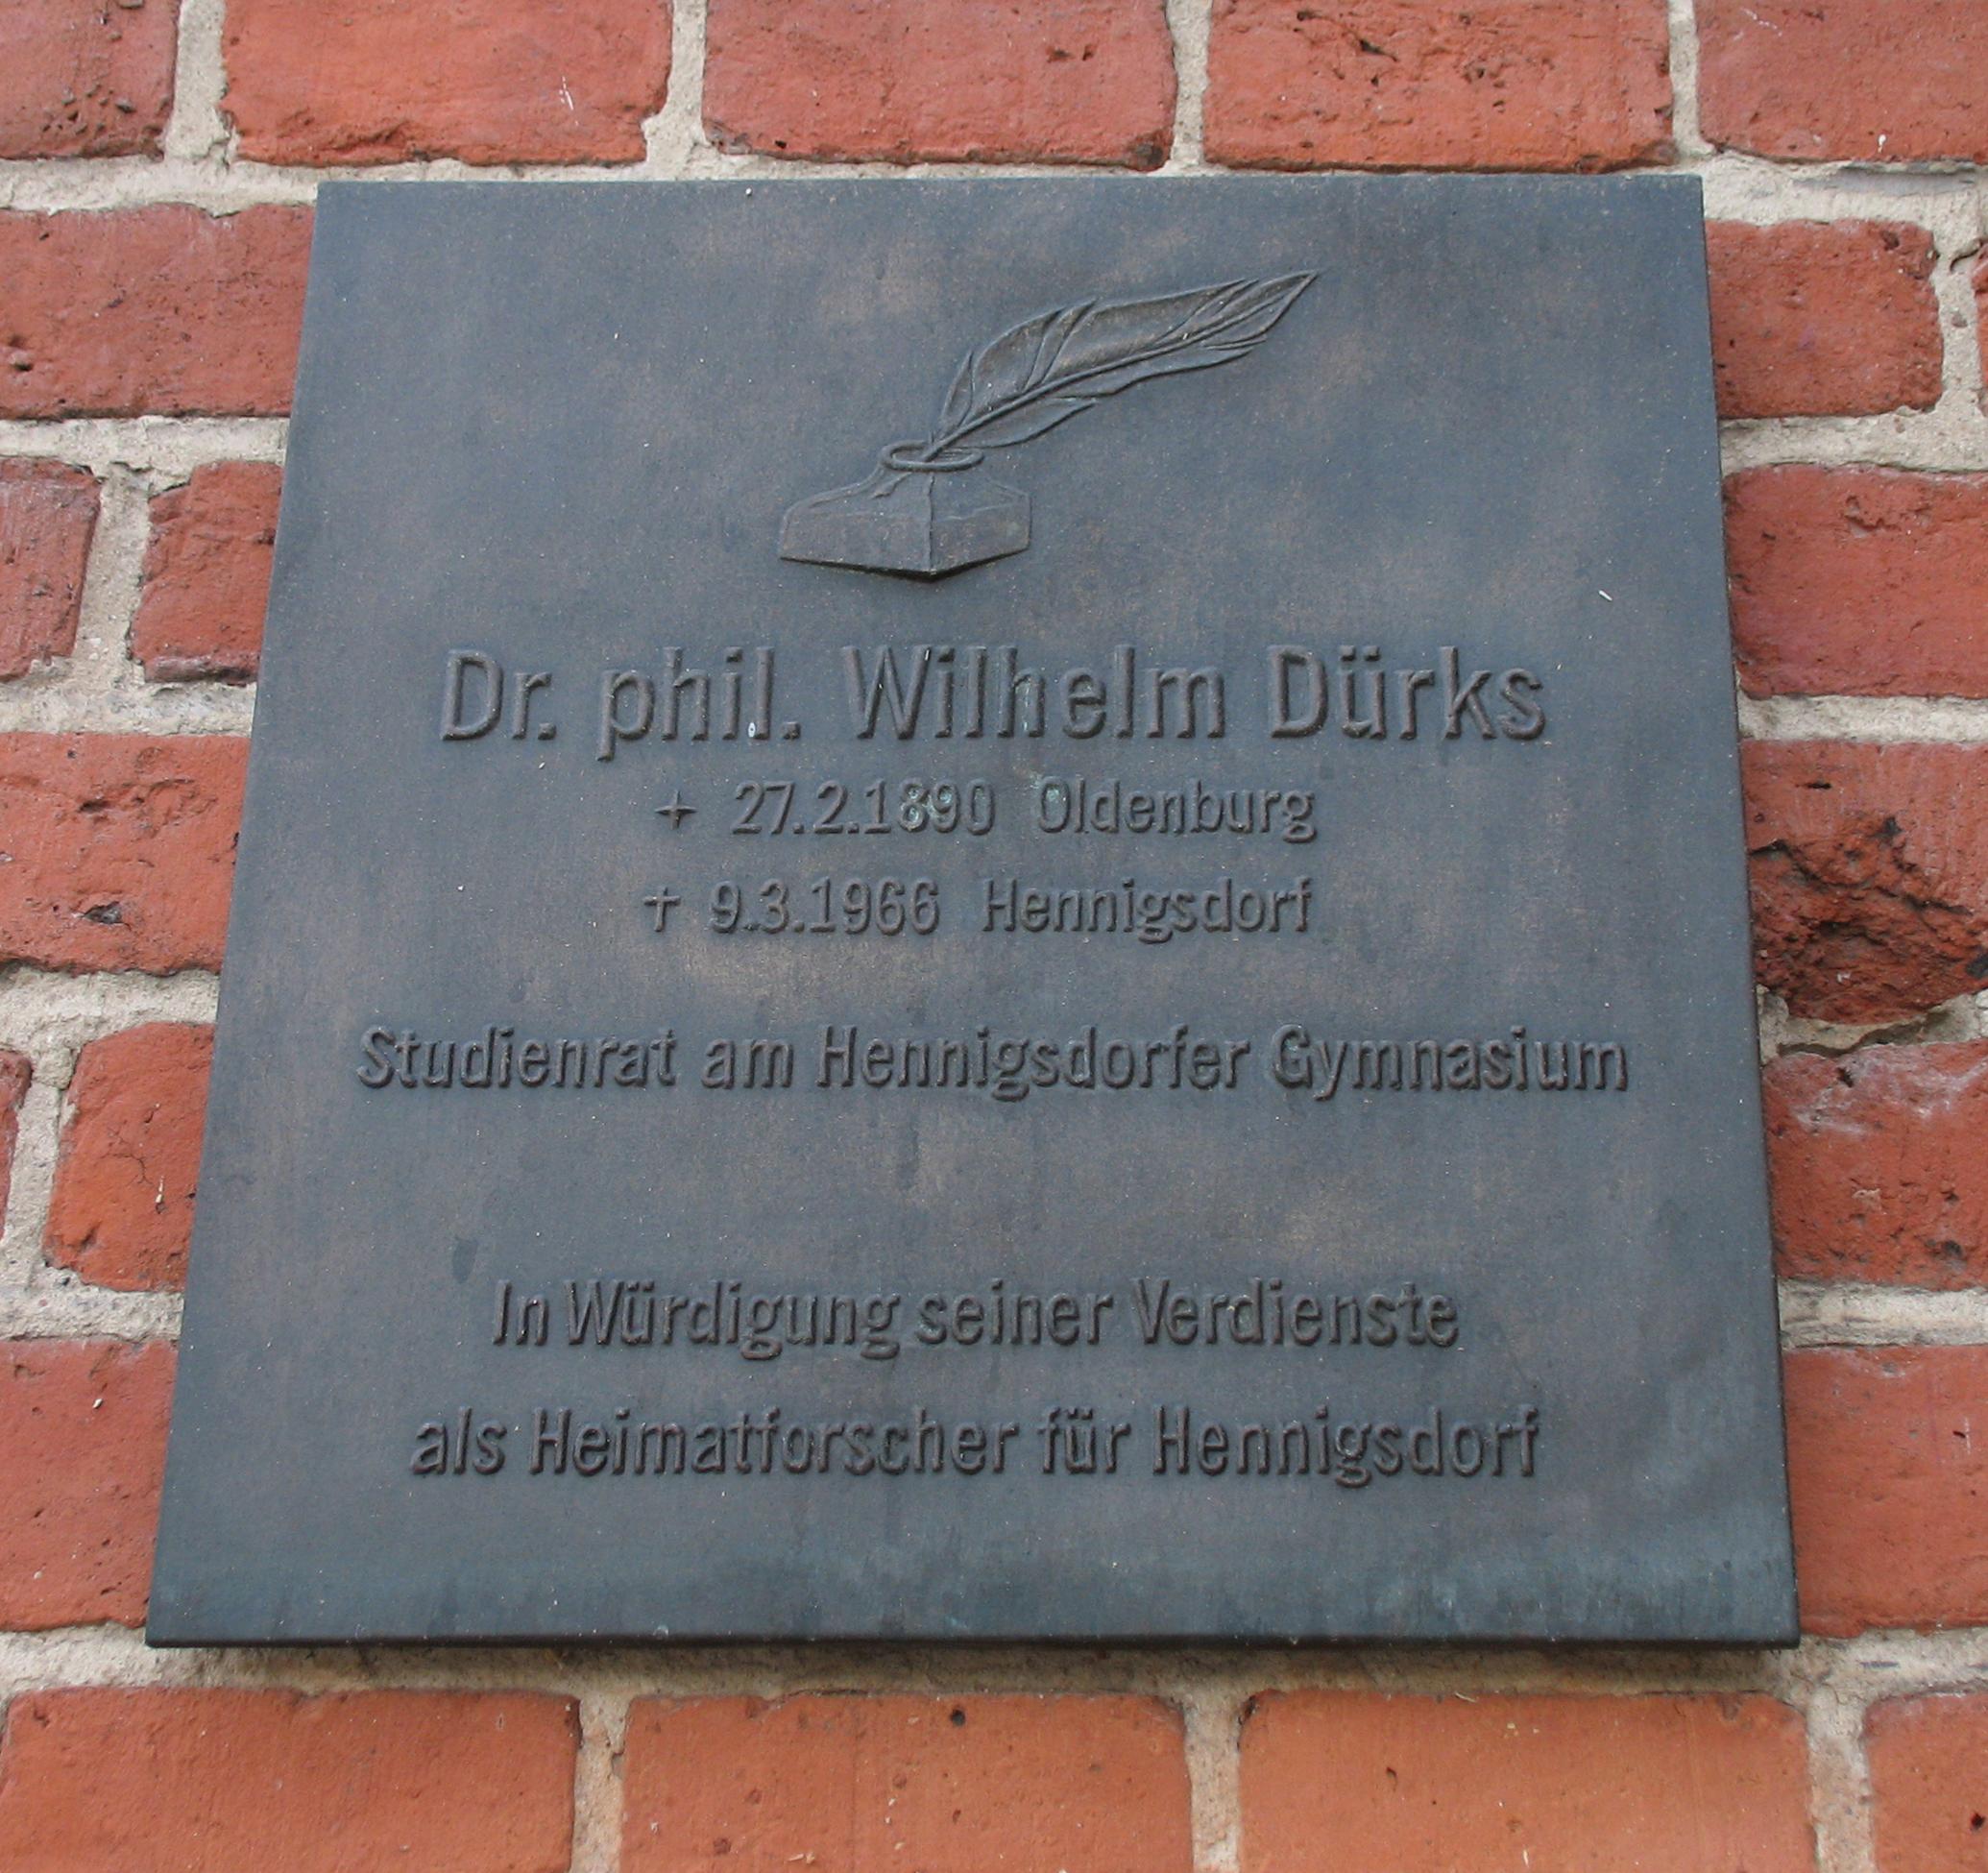 Dr. phil. Wilhelm Dürks
+ 27.2.1890 Oldenburg
† 9.3.1966 Hennigsdorf
Studienrat am Hennigsdorfer Gymnasium
In Würdigung seiner Verdienste
als Heimatforscher für Hennigsdorf